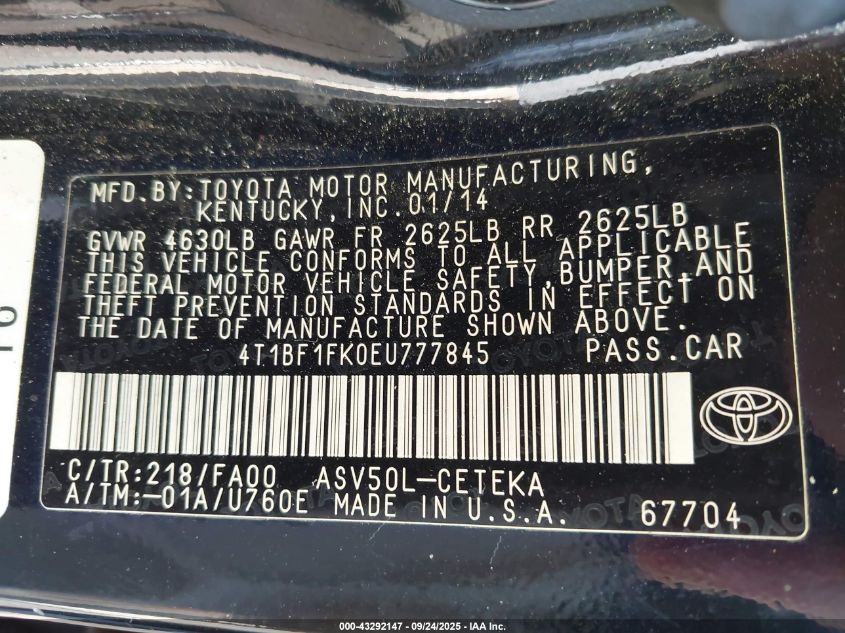 MFD.BY:TOYOTA MOTOR MANUFACTURING,
KENTUCKY,INC.01/14
GVWR 4630LB GAWR FR 2625LB RR 2625LB
THIS VEHICLE CONFORMS TO ALL APPLICABLE
FEDERAL MOTOR VEHICLE SAFETY,BUMPER,AND
THEFT PREVENTION STANDARDS IN EFFECT ON
THE DATE OF MANUFACTURE SHOWN ABOVE.
4T1BF1FK0EU777845 PASS.CAR
C/TR:218/FA00 ASV50L-CETEKA
A/TM:-01A/U760E MADE IN U.S.A. 67704
000-43292147 - 09/24/2025 - IAA Inc.